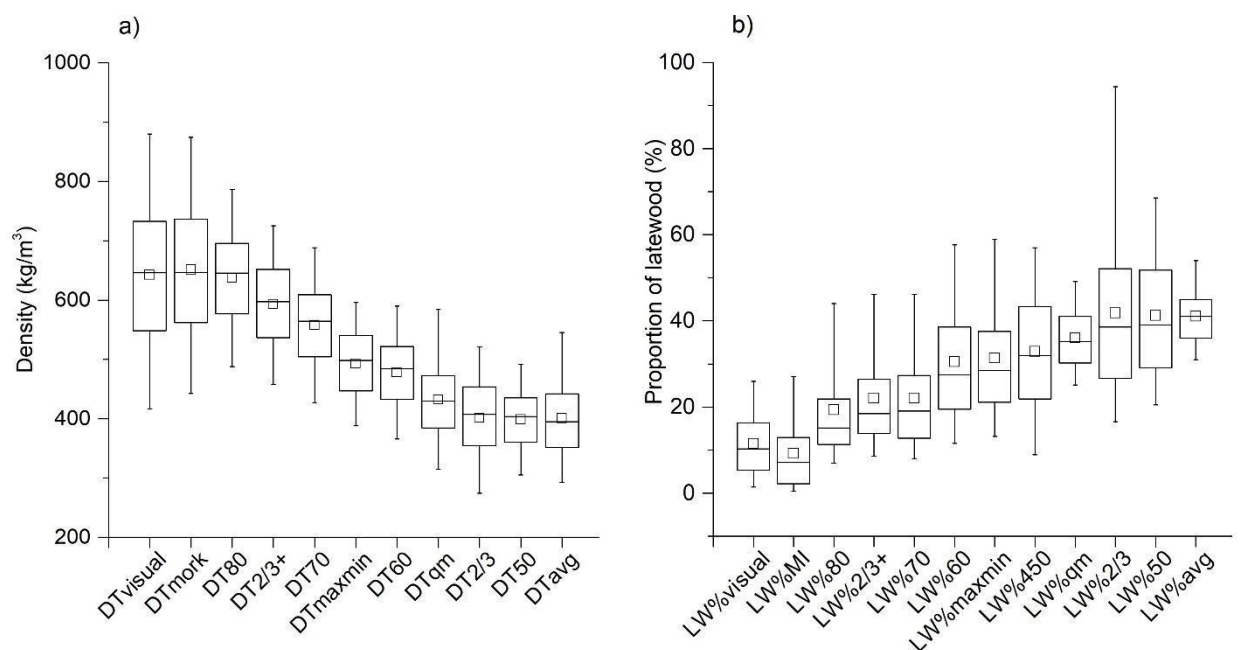 a)
Density (kg/m³)
1000
800
600
400
200
DTvisual
DTmork
DT80
DT2/3+
DT70
DTmaxmin
DT60
DTqm
DT2/3
DT50
DTavg
b)
Proportion of latewood (%)
100
80
60
40
20
0
LW%visual
LW%MI
LW%80
LW%2/3+
LW%70
LW%60
LW%maxmin
LW%450
LW%qm
LW%2/3
LW%50
LW%avg